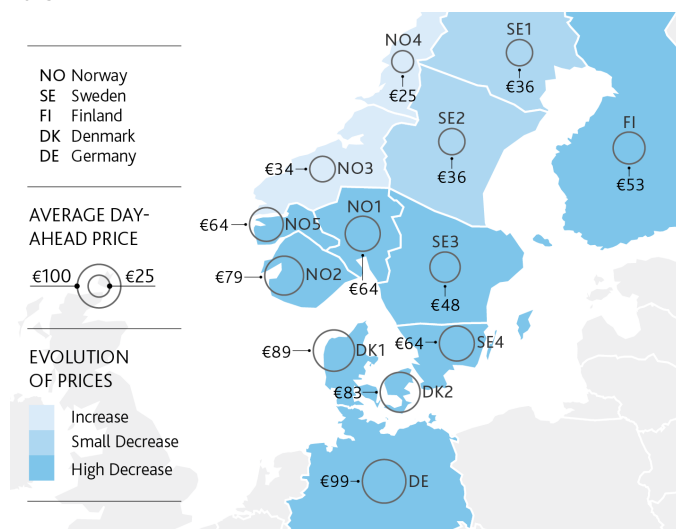 NO Norway
SE Sweden
FI Finland
DK Denmark
DE Germany
AVERAGE DAY-
AHEAD PRICE
€100
€25
EVOLUTION
OF PRICES
Increase
Small Decrease
High Decrease
NO4
€25
SE1
€36
SE2
€36
FI
€53
€34
NO3
NO1
€64
€64
NO5
€79
NO2
SE3
€48
€89
DK1
€64
SE4
€83
DK2
€99
DE